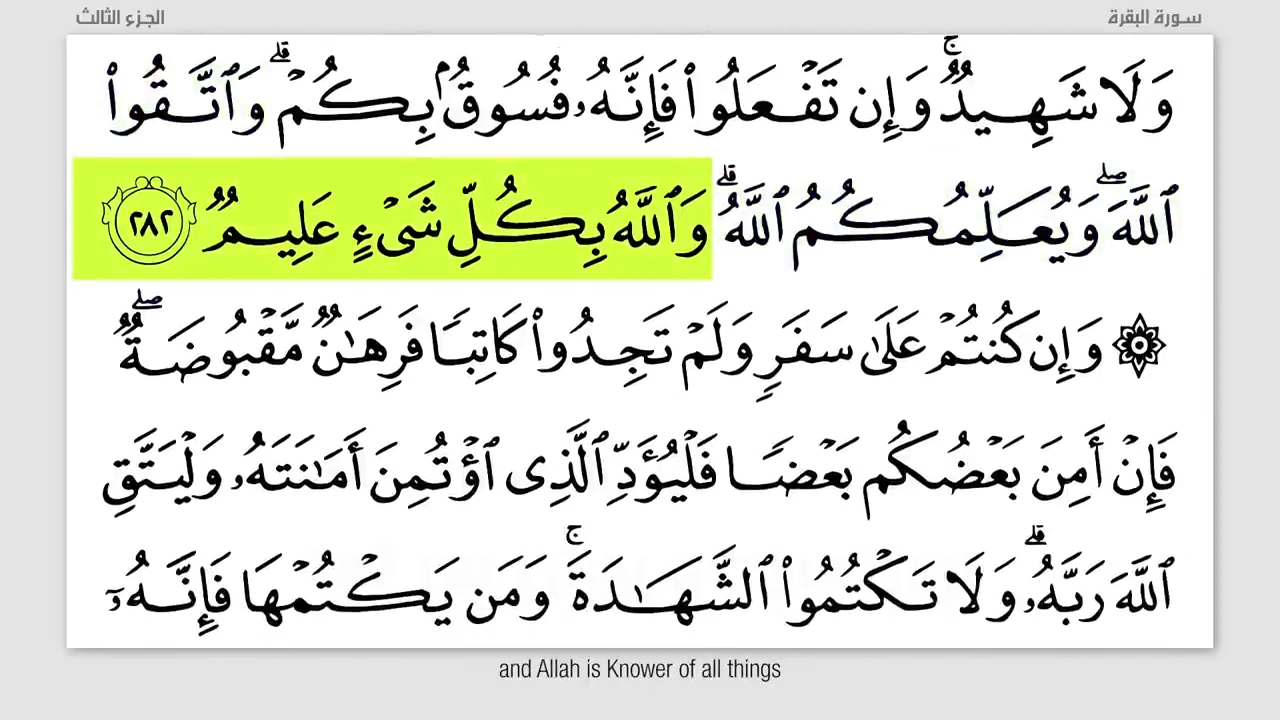 سورة البقرة
الجزء الثالث
وَلَا شَهِيدٌۚ وَإِن تَفْعَلُوا۟ فَإِنَّهُۥ فُسُوقٌۢ بِكُمْۗ وَٱتَّقُوا۟
ٱللَّهَۖ وَيُعَلِّمُكُمُ ٱللَّهُۗ وَٱللَّهُ بِكُلِّ شَىْءٍ عَلِيمٌ ٢٨٢
۞ وَإِن كُنتُمْ عَلَىٰ سَفَرٍ وَلَمْ تَجِدُوا۟ كَاتِبًا فَرِهَـٰنٌ مَّقْبُوضَةٌۖ
فَإِنْ أَمِنَ بَعْضُكُم بَعْضًا فَلْيُؤَدِّ ٱلَّذِى ٱؤْتُمِنَ أَمَـٰنَتَهُۥ وَلْيَتَّقِ
ٱللَّهَ رَبَّهُۥۗ وَلَا تَكْتُمُوا۟ ٱلشَّهَـٰدَةَۚ وَمَن يَكْتُمْهَا فَإِنَّهُۥٓ
and Allah is Knower of all things